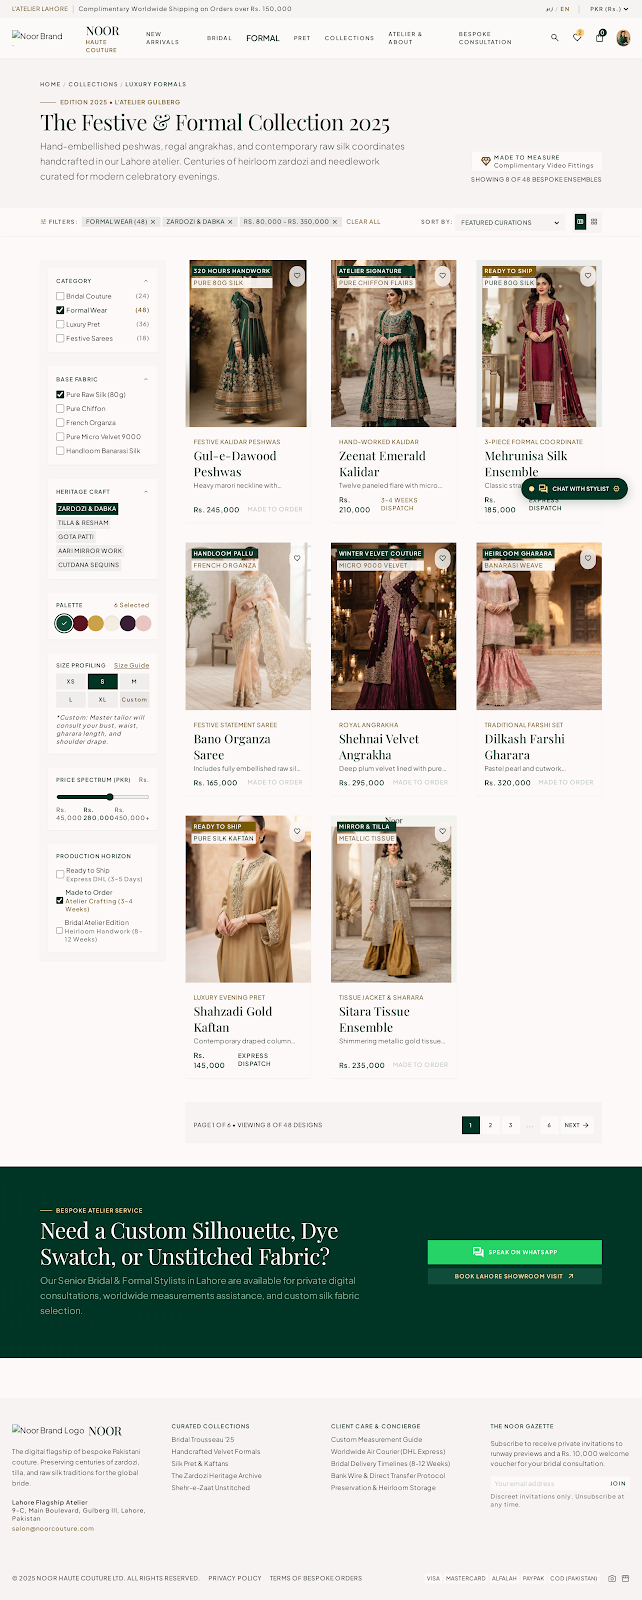 L'ATELIER LAHORE
Complimentary Worldwide Shipping on Orders over Rs. 150,000
اردو / EN
PKR (Rs.)
Noor Brand
NOOR
HAUTE COUTURE
NEW ARRIVALS
BRIDAL
FORMAL
PRET
COLLECTIONS
ATELIER & ABOUT
BESPOKE CONSULTATION
HOME / COLLECTIONS / LUXURY FORMALS
EDITION 2025 • L'ATELIER GULBERG
The Festive & Formal Collection 2025
Hand-embellished peshwas, regal angrakhas, and contemporary raw silk coordinates
handcrafted in our Lahore atelier. Centuries of heirloom zardozi and needlework
curated for modern celebratory evenings.
MADE TO MEASURE
Complimentary Video Fittings
SHOWING 8 OF 48 BESPOKE ENSEMBLES
FILTERS:
FORMAL WEAR (48) ✕
ZARDOZI & DABKA ✕
RS. 80,000 – RS. 350,000 ✕
CLEAR ALL
SORT BY:
FEATURED CURATIONS
CATEGORY
Bridal Couture (24)
Formal Wear (48)
Luxury Pret (36)
Festive Sarees (18)
BASE FABRIC
Pure Raw Silk (80g)
Pure Chiffon
French Organza
Pure Micro Velvet 9000
Handloom Banarasi Silk
HERITAGE CRAFT
ZARDOZI & DABKA
TILLA & RESHAM
GOTA PATTI
AARI MIRROR WORK
CUTDANA SEQUINS
PALETTE
6 Selected
SIZE PROFILING
Size Guide
XS
S
M
L
XL
Custom
*Custom: Master tailor will
consult your bust, waist,
gharara length, and
shoulder drape.
PRICE SPECTRUM (PKR)
Rs.
Rs. 45,000
Rs. 280,000
Rs. 450,000+
PRODUCTION HORIZON
Ready to Ship
Express DHL (3–5 Days)
Made to Order
Atelier Crafting (3–4
Weeks)
Bridal Atelier Edition
Heirloom Handwork (8–
12 Weeks)
320 HOURS HANDWORK
PURE 80G SILK
FESTIVE KALIDAR PESHWAS
Gul-e-Dawood
Peshwas
Heavy marori neckline with...
Rs. 245,000
MADE TO ORDER
ATELIER SIGNATURE
PURE CHIFFON FLAIRS
HAND-WORKED KALIDAR
Zeenat Emerald
Kalidar
Twelve paneled flare with micro...
Rs. 210,000
3-4 WEEKS DISPATCH
READY TO SHIP
PURE 80G SILK
3-PIECE FORMAL COORDINATE
Mehrunisa Silk
Ensemble
Classic stra
Rs. 185,000
EXPRESS DISPATCH
CHAT WITH STYLIST
HANDLOOM PALLU
FRENCH ORGANZA
FESTIVE STATEMENT SAREE
Bano Organza
Saree
Includes fully embellished raw sil...
Rs. 165,000
MADE TO ORDER
WINTER VELVET COUTURE
MICRO 9000 VELVET
ROYAL ANGRAKHA
Shehnai Velvet
Angrakha
Deep plum velvet lined with pure...
Rs. 295,000
MADE TO ORDER
HEIRLOOM GHARARA
BANARASI WEAVE
TRADITIONAL FARSHI SET
Dilkash Farshi
Gharara
Pastel pearl and cutwork...
Rs. 320,000
MADE TO ORDER
READY TO SHIP
PURE SILK KAFTAN
LUXURY EVENING PRET
Shahzadi Gold
Kaftan
Contemporary draped column...
Rs. 145,000
EXPRESS DISPATCH
Noor
MIRROR & TILLA
METALLIC TISSUE
TISSUE JACKET & SHARARA
Sitara Tissue
Ensemble
Shimmering metallic gold tissue...
Rs. 235,000
MADE TO ORDER
PAGE 1 OF 6 • VIEWING 8 OF 48 DESIGNS
1
2
3
...
6
NEXT →
BESPOKE ATELIER SERVICE
Need a Custom Silhouette, Dye
Swatch, or Unstitched Fabric?
Our Senior Bridal & Formal Stylists in Lahore are available for private digital
consultations, worldwide measurements assistance, and custom silk fabric
selection.
SPEAK ON WHATSAPP
BOOK LAHORE SHOWROOM VISIT
Noor Brand Logo
NOOR
The digital flagship of bespoke Pakistani
couture. Preserving centuries of zardozi,
tilla, and raw silk traditions for the global
bride.
Lahore Flagship Atelier
9-C, Main Boulevard, Gulberg III, Lahore,
Pakistan
salon@noorcouture.com
CURATED COLLECTIONS
Bridal Trousseau '25
Handcrafted Velvet Formals
Silk Pret & Kaftans
The Zardozi Heritage Archive
Shehr-e-Zaat Unstitched
CLIENT CARE & CONCIERGE
Custom Measurement Guide
Worldwide Air Courier (DHL Express)
Bridal Delivery Timelines (8-12 Weeks)
Bank Wire & Direct Transfer Protocol
Preservation & Heirloom Storage
THE NOOR GAZETTE
Subscribe to receive private invitations to
runway previews and a Rs. 10,000 welcome
voucher for your bridal consultation.
Your email address
JOIN
Discreet invitations only. Unsubscribe at
any time.
© 2025 NOOR HAUTE COUTURE LTD. ALL RIGHTS RESERVED.
PRIVACY POLICY
TERMS OF BESPOKE ORDERS
VISA
MASTERCARD
ALFALAH
PAYPAK
COD (PAKISTAN)